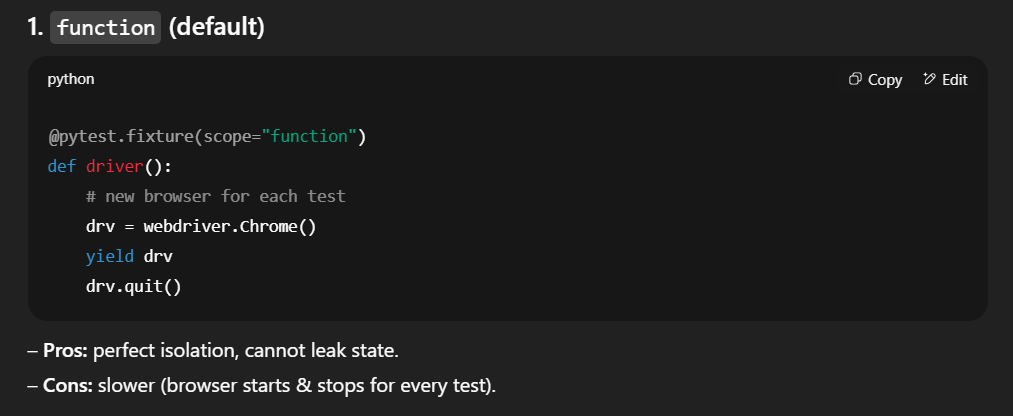 1. function (default)
python
Copy
Edit
@pytest.fixture(scope="function")
def driver():
# new browser for each test
drv = webdriver.Chrome()
yield drv
drv.quit()
– Pros: perfect isolation, cannot leak state.
– Cons: slower (browser starts & stops for every test).